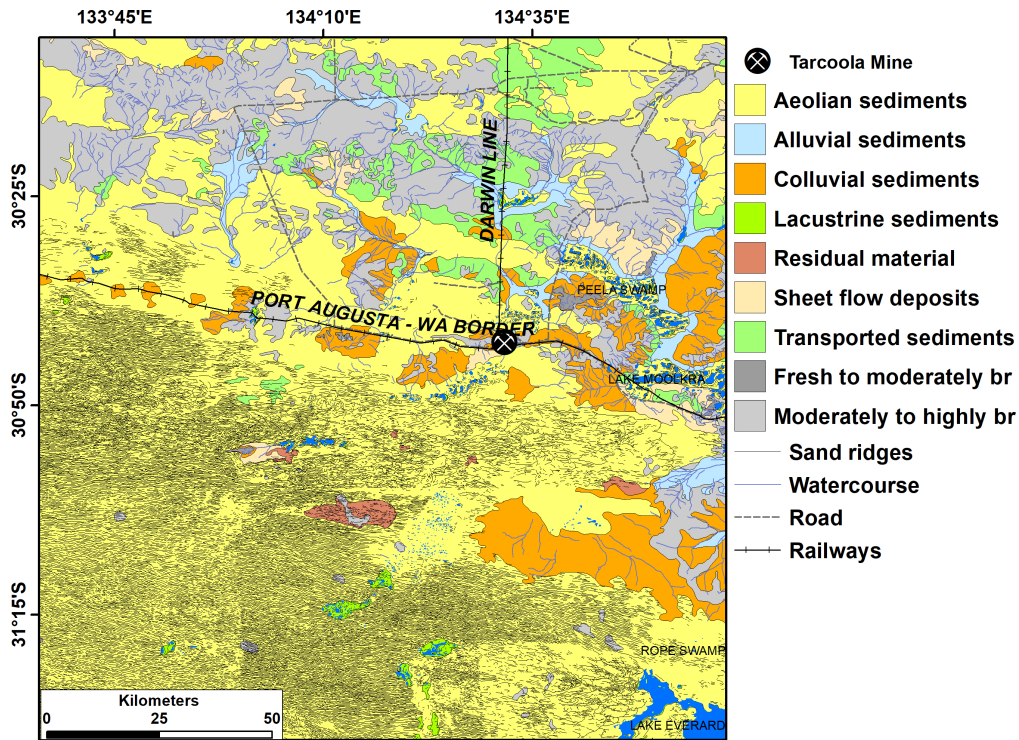 133°45'E 134°10'E 134°35'E
30°25'S
30°50'S
31°15'S
DARWIN LINE
PORT AUGUSTA - WA BORDER
PEELA SWAMP
LAKE MOOLKRA
ROPE SWAMP
LAKE EVERARD
Kilometers
0 25 50
Tarcoola Mine
Aeolian sediments
Alluvial sediments
Colluvial sediments
Lacustrine sediments
Residual material
Sheet flow deposits
Transported sediments
Fresh to moderately br
Moderately to highly br
Sand ridges
Watercourse
Road
Railways